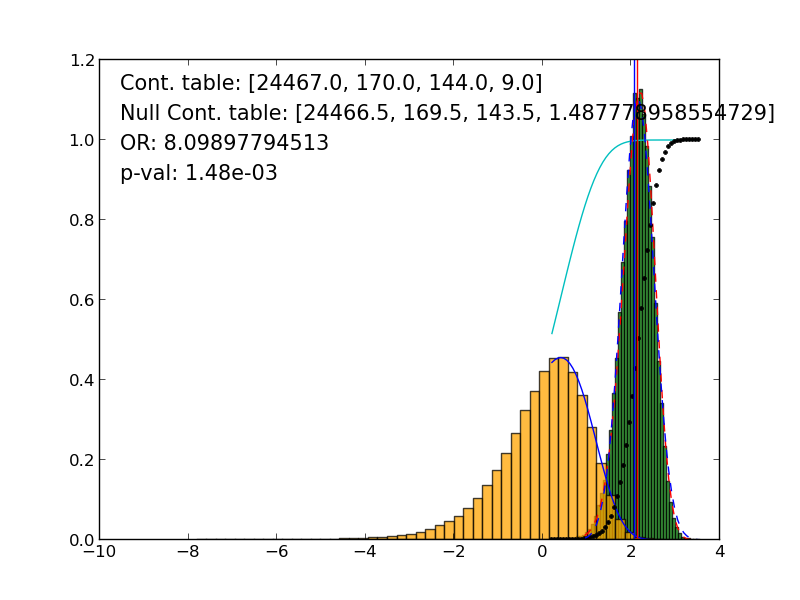 1.2
1.0
0.8
0.6
0.4
0.2
0.0
Cont. table: [24467.0, 170.0, 144.0, 9.0]
Null Cont. table: [24466.5, 169.5, 143.5, 1.487778958554729]
OR: 8.09897794513
p-val: 1.48e-03
−10 −8 −6 −4 −2 0 2 4